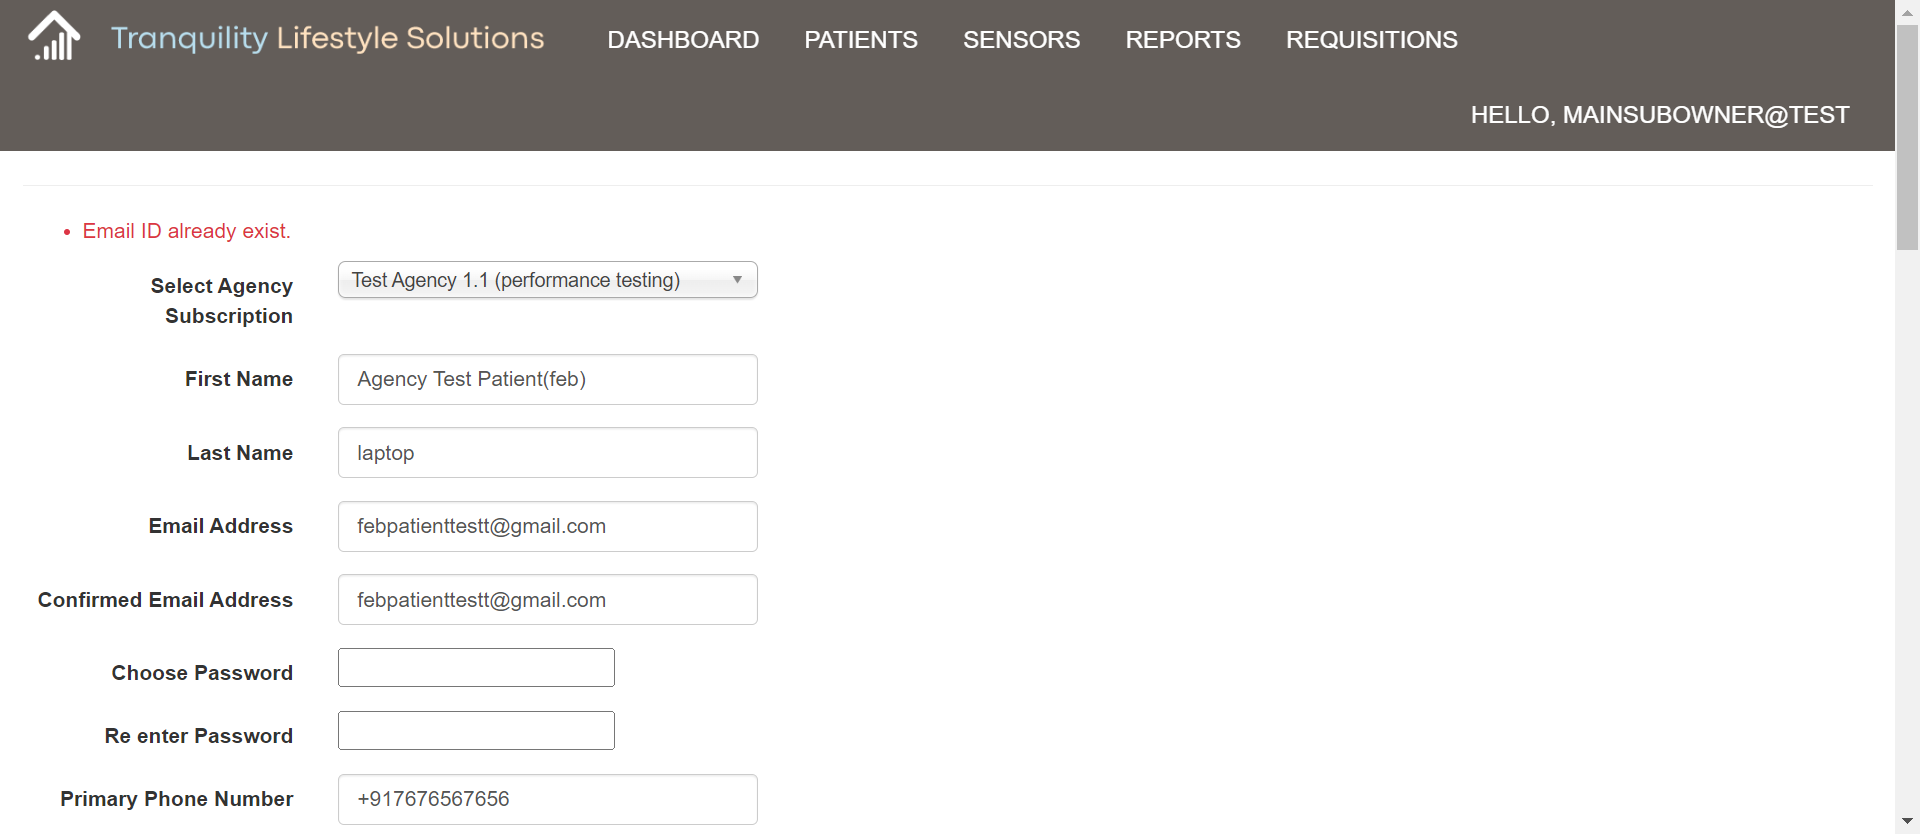 Tranquility Lifestyle Solutions DASHBOARD PATIENTS SENSORS REPORTS REQUISITIONS
HELLO, MAINSUBOWNER@TEST
• Email ID already exist.
Select Agency Subscription Test Agency 1.1 (performance testing)
First Name Agency Test Patient(feb)
Last Name laptop
Email Address febpatienttestt@gmail.com
Confirmed Email Address febpatienttestt@gmail.com
Choose Password
Re enter Password
Primary Phone Number +917676567656